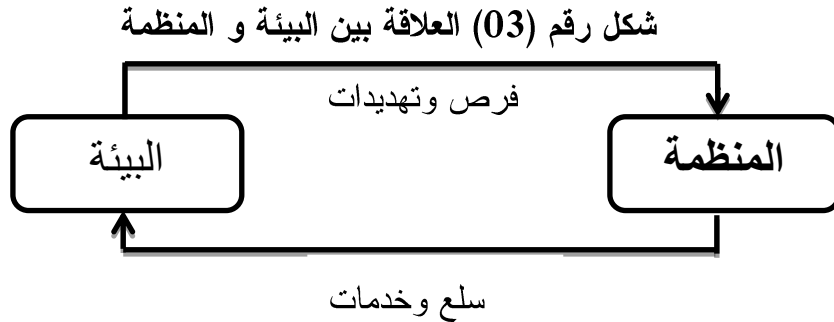 شكل رقم (03) العلاقة بين البيئة و المنظمة
فرص وتهديدات
المنظمة
البيئة
سلع وخدمات